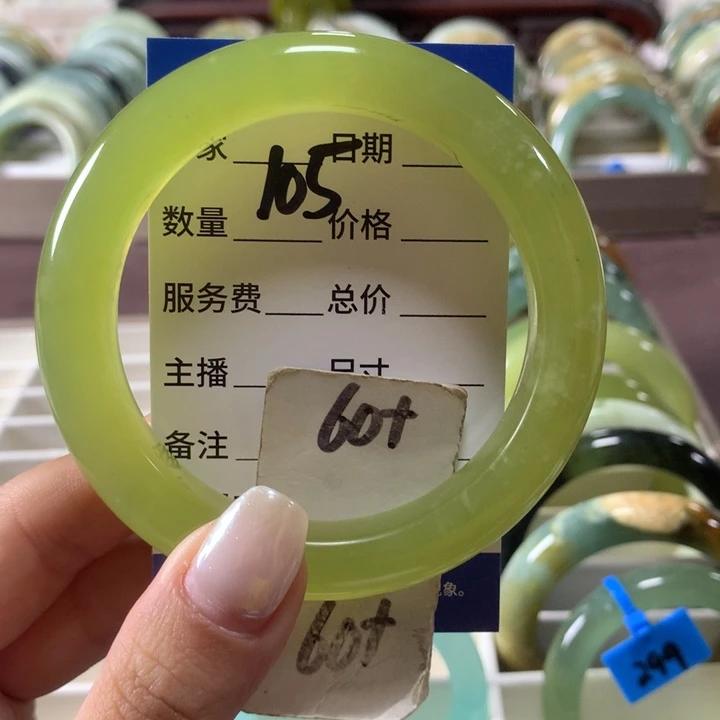 家 日期
105
数量 价格
服务费 总价
主播 尺寸
60+
备注
象。
60+
299